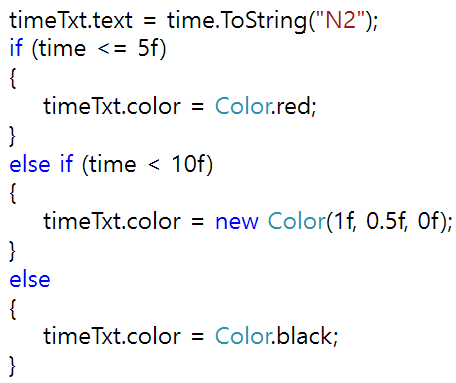 timeTxt.text = time.ToString("N2");
if (time <= 5f)
{
    timeTxt.color = Color.red;
}
else if (time < 10f)
{
    timeTxt.color = new Color(1f, 0.5f, 0f);
}
else
{
    timeTxt.color = Color.black;
}